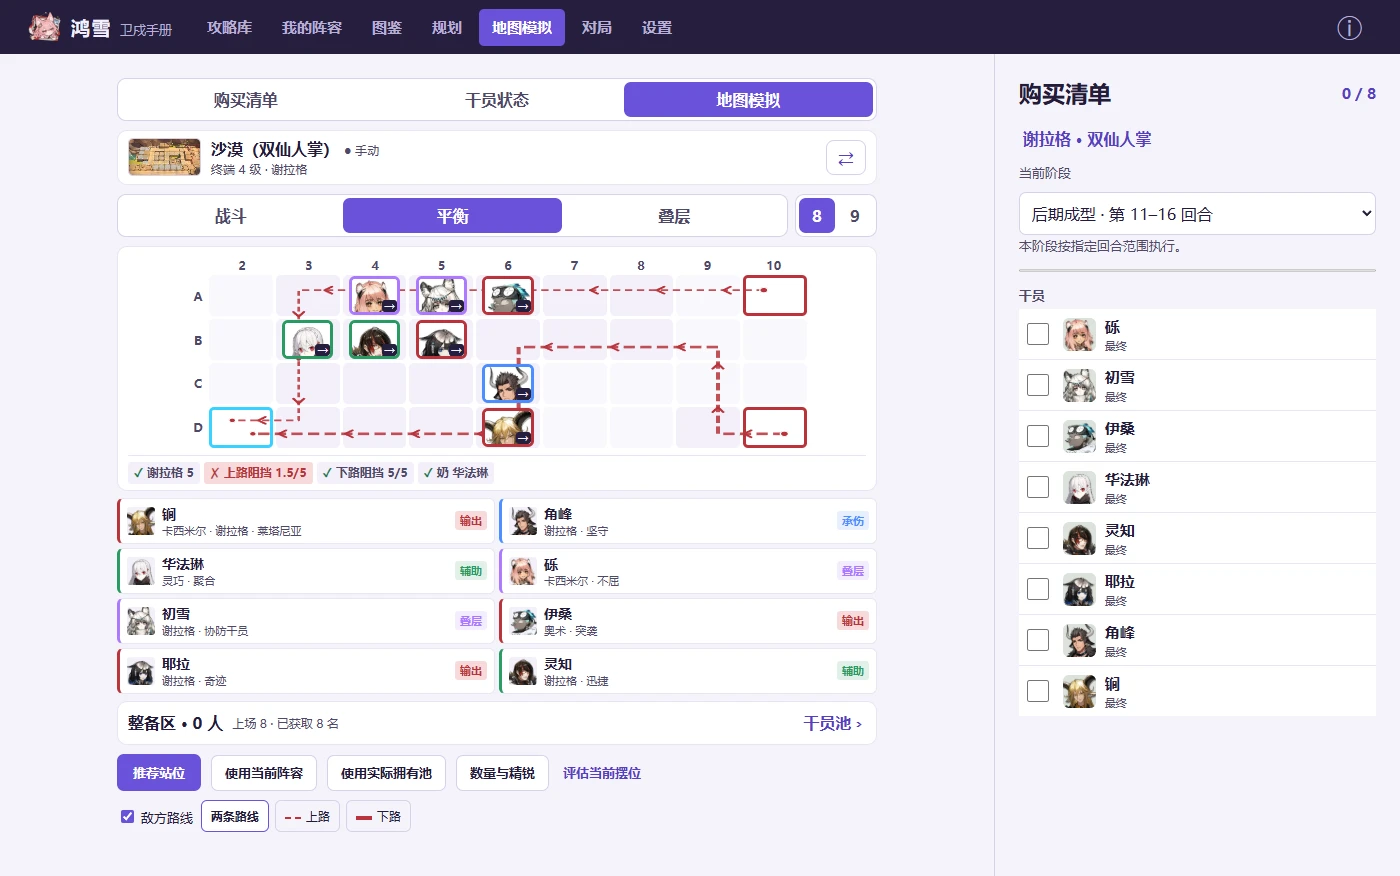 鸿雪 卫戍手册 攻略库 我的阵容 图鉴 规划 地图模拟 对局 设置
购买清单 干员状态 地图模拟
沙漠（双仙人掌） ● 手动
终端 4 级 · 谢拉格
战斗 平衡 叠层 8 9
2 3 4 5 6 7 8 9 10
A
B
C
D
✓ 谢拉格 5 ✗ 上路阻挡 1.5/5 ✓ 下路阻挡 5/5 ✓ 奶 华法琳
锏
卡西米尔 · 谢拉格 · 莱塔尼亚
输出
角峰
谢拉格 · 坚守
承伤
华法琳
灵巧 · 聚合
辅助
砾
卡西米尔 · 不屈
叠层
初雪
谢拉格 · 协防干员
叠层
伊桑
奥术 · 突袭
输出
耶拉
谢拉格 · 奇迹
输出
灵知
谢拉格 · 迅捷
辅助
整备区 • 0 人 上场 8 · 已获取 8 名 干员池 ›
推荐站位 使用当前阵容 使用实际拥有池 数量与精锐 评估当前摆位
敌方路线 两条路线 上路 下路
购买清单 0 / 8
谢拉格 • 双仙人掌
当前阶段
后期成型 · 第 11–16 回合
本阶段按指定回合范围执行。
干员
砾
最终
初雪
最终
伊桑
最终
华法琳
最终
灵知
最终
耶拉
最终
角峰
最终
锏
最终